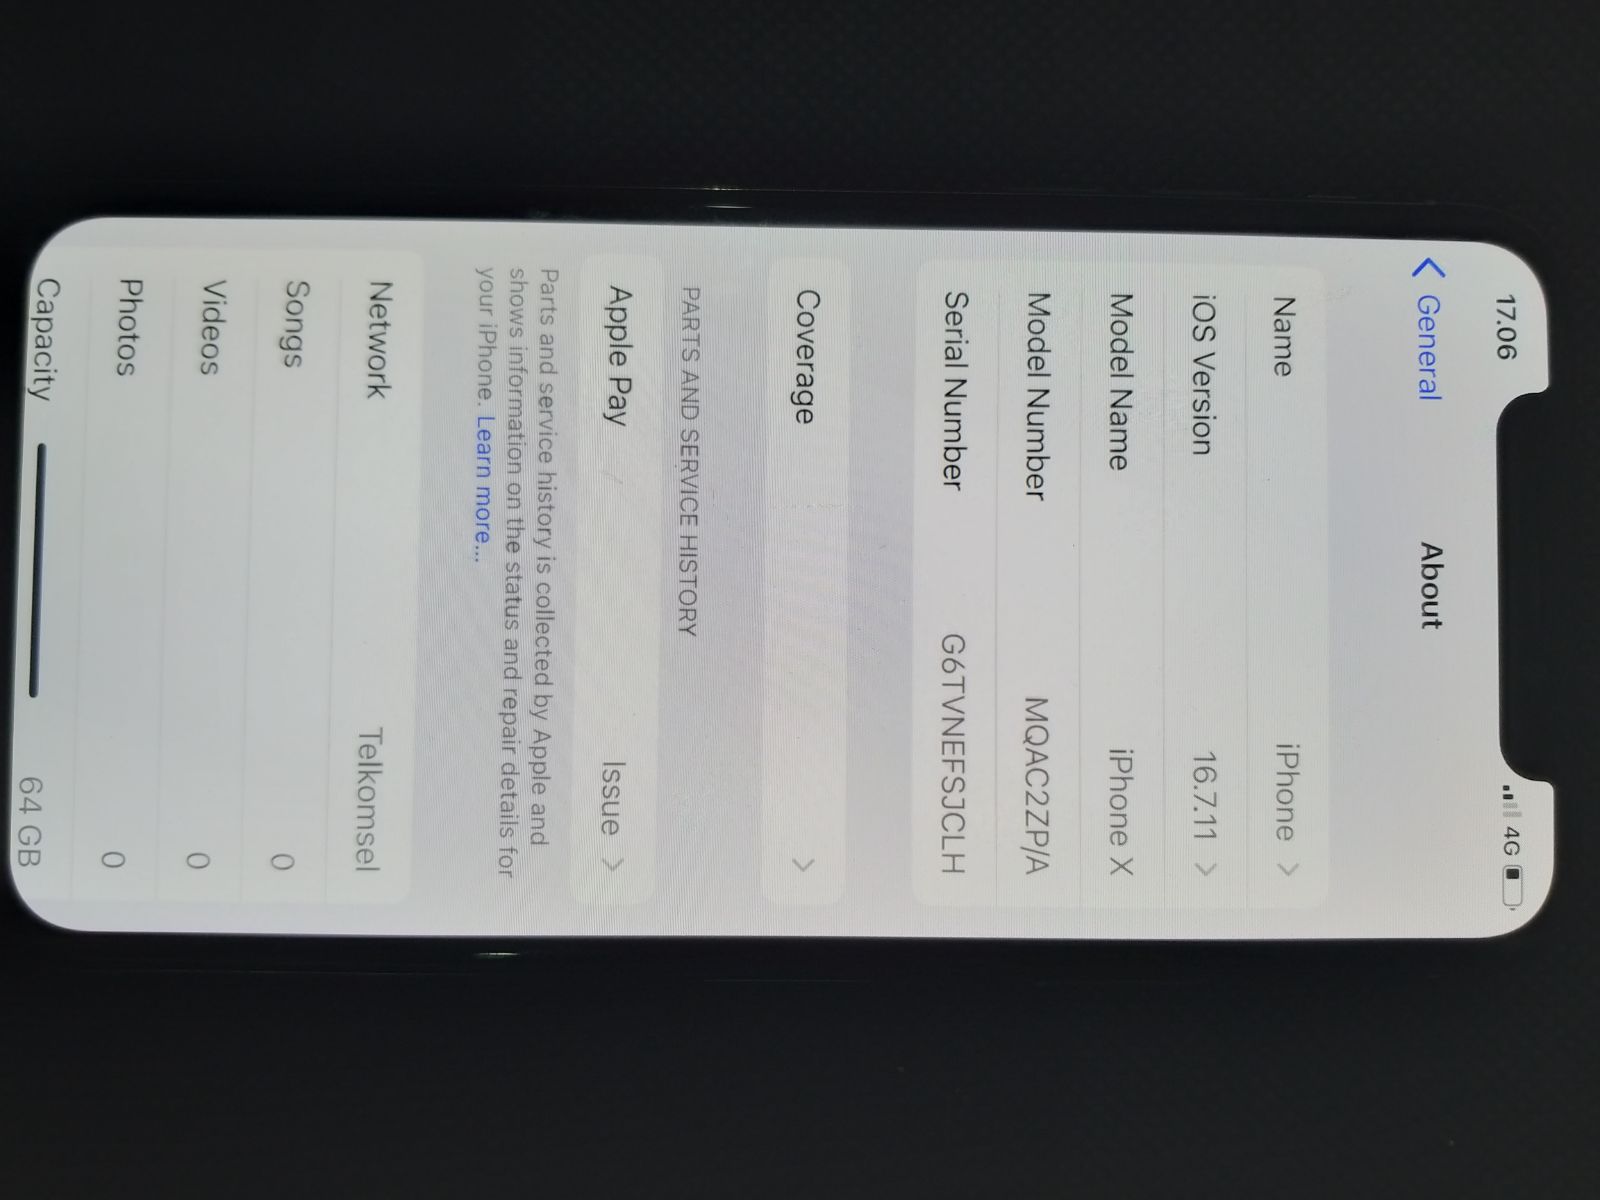 17.06
4G
General
About
Name iPhone
iOS Version 16.7.11
Model Name iPhone X
Model Number MQAC2ZP/A
Serial Number G6TVNEFSJCLH
Coverage
PARTS AND SERVICE HISTORY
Apple Pay Issue
Parts and service history is collected by Apple and
shows information on the status and repair details for
your iPhone. Learn more...
Network Telkomsel
Songs 0
Videos 0
Photos 0
Capacity 64 GB